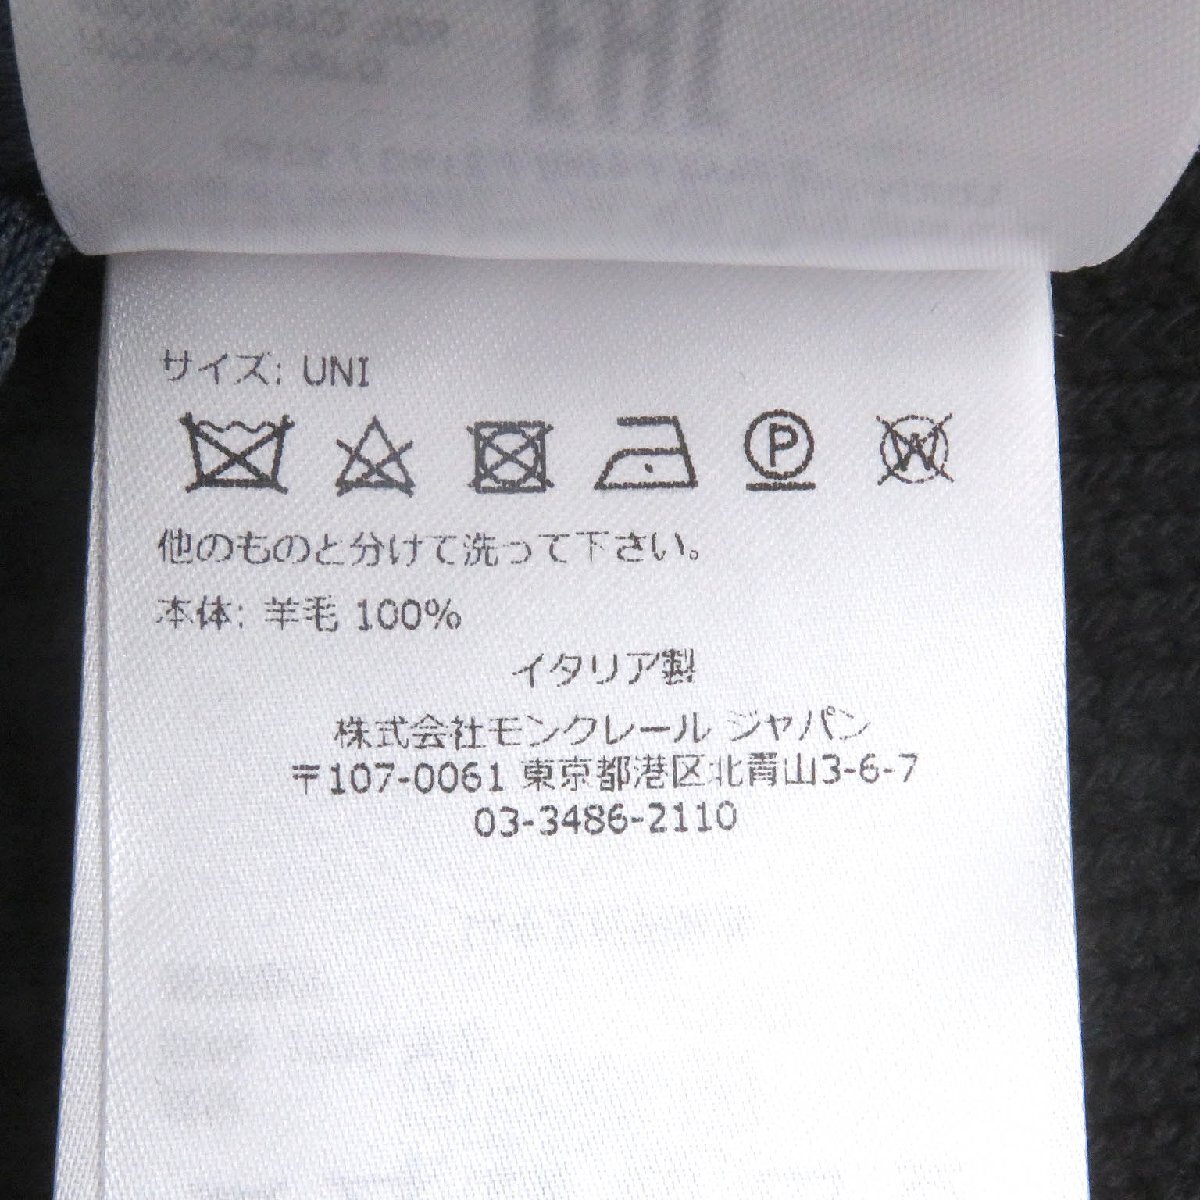 サイズ: UNI
P W
他のものと分けて洗って下さい。
本体: 羊毛 100%
イタリア製
株式会社モンクレール ジャパン
〒107-0061 東京都港区北青山3-6-7
03-3486-2110